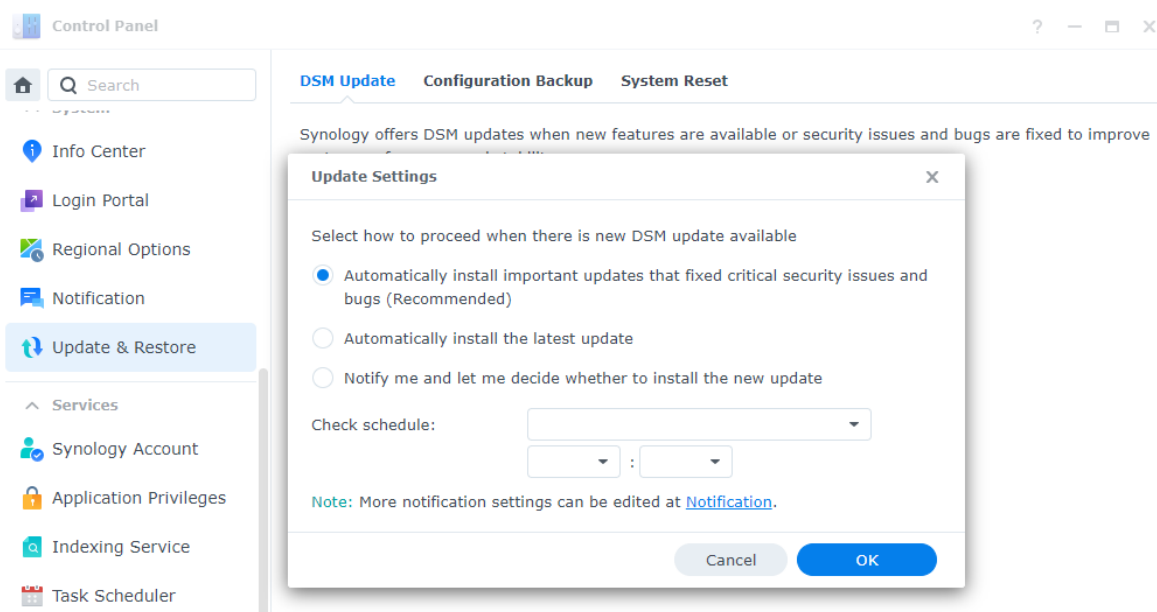 Control Panel
Search
DSM Update Configuration Backup System Reset
Synology offers DSM updates when new features are available or security issues and bugs are fixed to improve
Info Center
Login Portal
Regional Options
Notification
Update & Restore
Services
Synology Account
Application Privileges
Indexing Service
Task Scheduler
Update Settings
Select how to proceed when there is new DSM update available
Automatically install important updates that fixed critical security issues and
bugs (Recommended)
Automatically install the latest update
Notify me and let me decide whether to install the new update
Check schedule:
:
Note: More notification settings can be edited at Notification.
Cancel OK